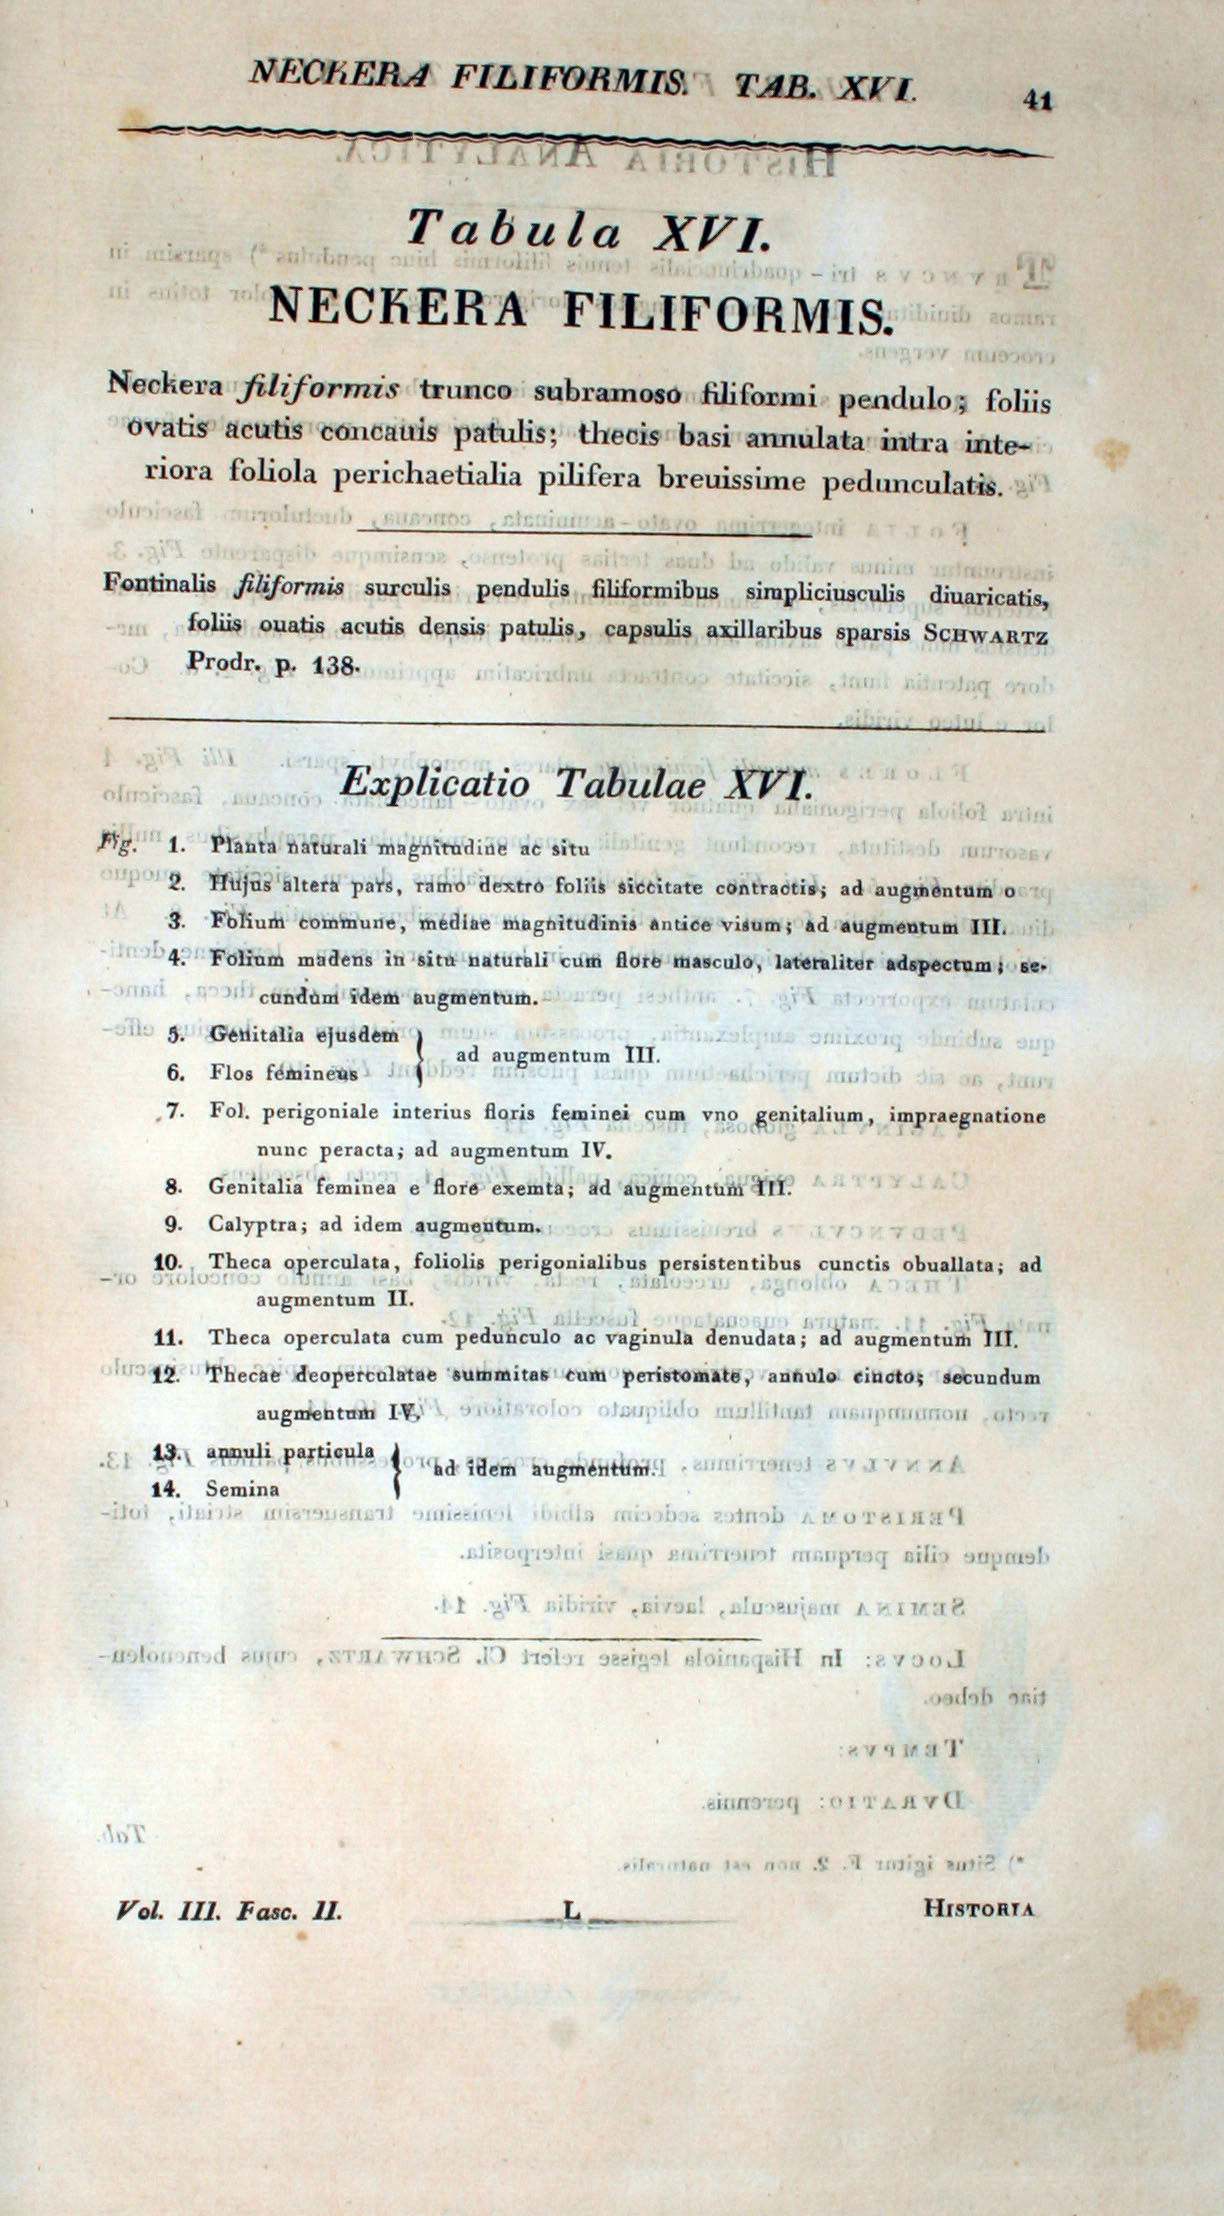 NECKERA FILIFORMIS. TAB. XVI. 41
Tabula XVI.
NECKERA FILIFORMIS.
Neckera filiformis trunco subramoso filiformi pendulo; foliis
ovatis acutis concauis patulis; thecis basi annulata intra inte-
riora foliola perichaetialia pilifera breuissime pedunculatis.
Fontinalis filiformis surculis pendulis filiformibus simpliciusculis diuaricatis,
foliis ouatis acutis densis patulis, capsulis axillaribus sparsis SCHWARTZ
Prodr. p. 138.
Explicatio Tabulae XVI.
Fig. 1. Planta naturali magnitudine ac situ
2. Hujus altera pars, ramo dextro foliis siccitate contractis; ad augmentum o
3. Folium commune, mediae magnitudinis antice visum; ad augmentum III.
4. Folium madens in situ naturali cum flore masculo, lateraliter adspectum; se-
cundum idem augmentum.
5. Genitalia ejusdem
ad augmentum III.
6. Flos femineus
7. Fol. perigoniale interius floris feminei cum vno genitalium, impraegnatione
nunc peracta; ad augmentum IV.
8. Genitalia feminea e flore exemta; ad augmentum III.
9. Calyptra; ad idem augmentum.
10. Theca operculata, foliolis perigonialibus persistentibus cunctis obuallata; ad
augmentum II.
11. Theca operculata cum pedunculo ac vaginula denudata; ad augmentum III.
12. Thecae deoperculatae summitas cum peristomate, annulo cincto; secundum
augmentum IV.
13. annuli particula
ad idem augmentum.
14. Semina
Vol. III. Fasc. II. L HISTORIA